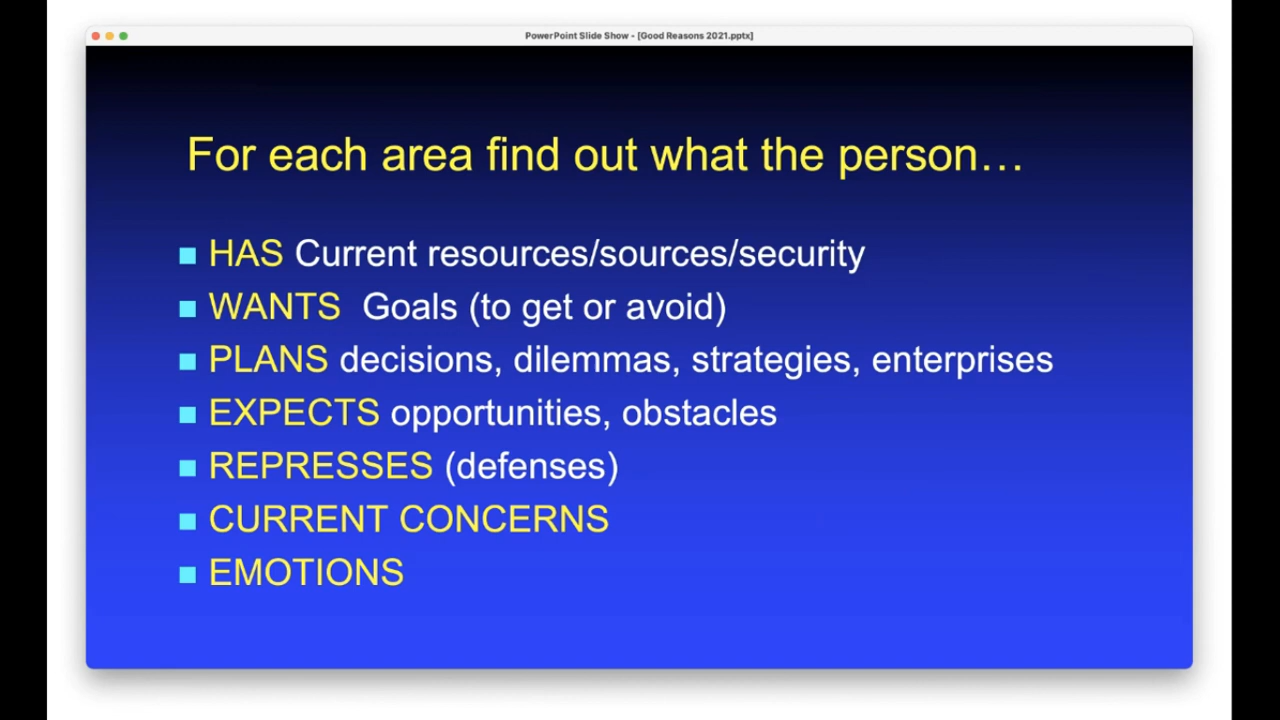 PowerPoint Slide Show - [Good Reasons 2021.pptx]
For each area find out what the person…
HAS Current resources/sources/security
WANTS Goals (to get or avoid)
PLANS decisions, dilemmas, strategies, enterprises
EXPECTS opportunities, obstacles
REPRESSES (defenses)
CURRENT CONCERNS
EMOTIONS